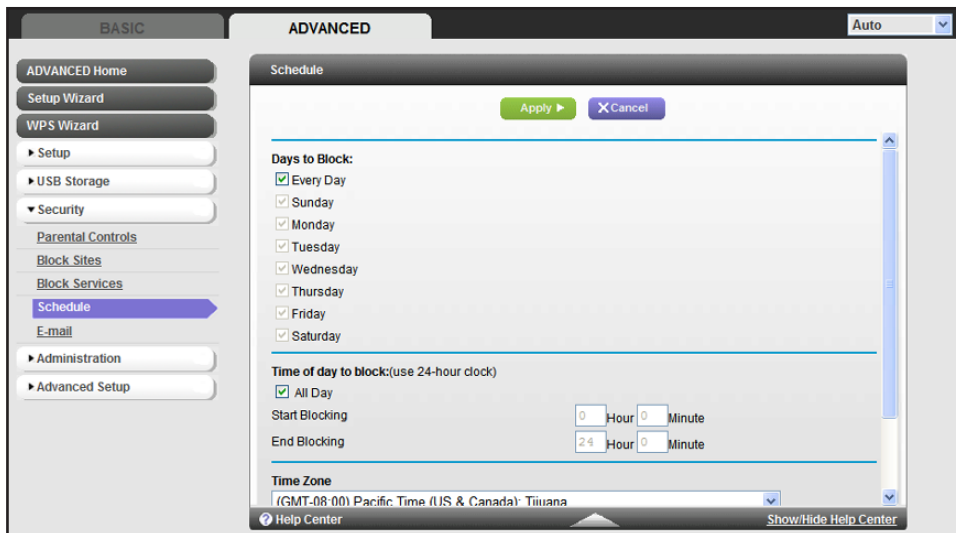 BASIC
ADVANCED
Auto
ADVANCED Home
Setup Wizard
WPS Wizard
Setup
USB Storage
Security
Parental Controls
Block Sites
Block Services
Schedule
E-mail
Administration
Advanced Setup
Schedule
Apply
Cancel
Days to Block:
Every Day
Sunday
Monday
Tuesday
Wednesday
Thursday
Friday
Saturday
Time of day to block:(use 24-hour clock)
All Day
Start Blocking 0 Hour 0 Minute
End Blocking 24 Hour 0 Minute
Time Zone
(GMT-08:00) Pacific Time (US & Canada); Tijuana
Help Center
Show/Hide Help Center